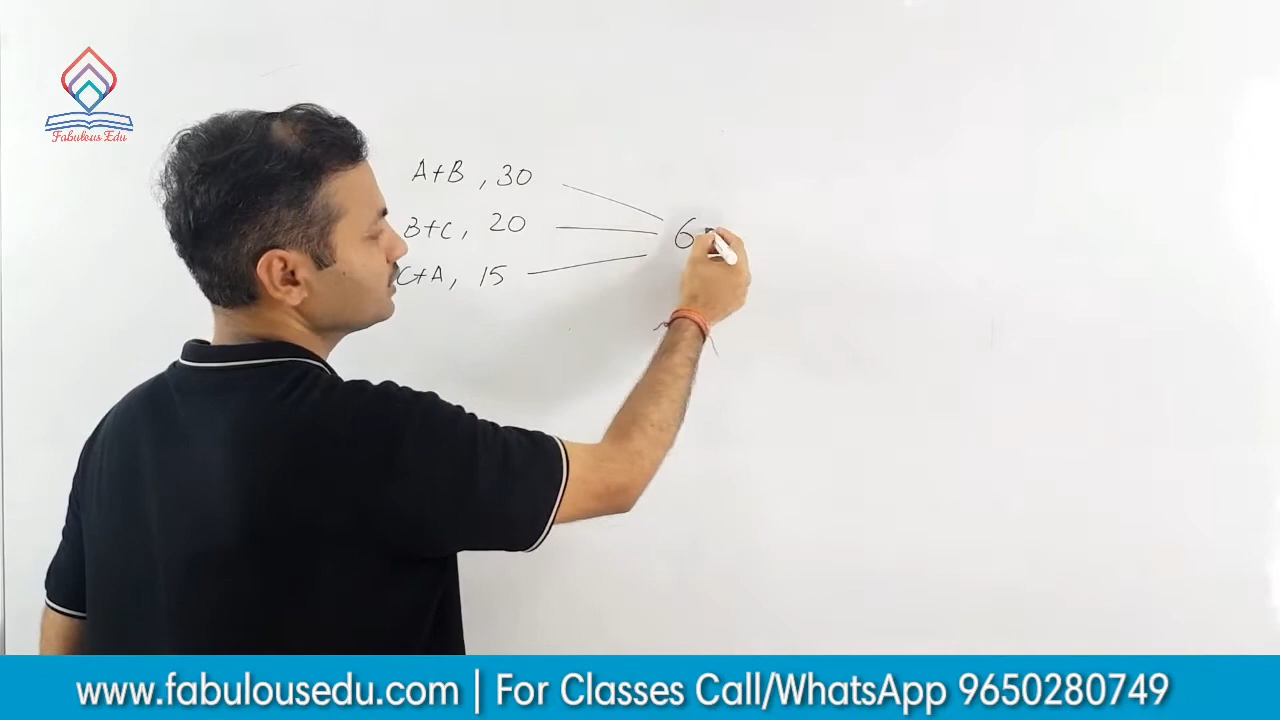 Fabulous Edu
A+B, 30
B+C, 20
C+A, 15
6
www.fabulousedu.com | For Classes Call/WhatsApp 9650280749